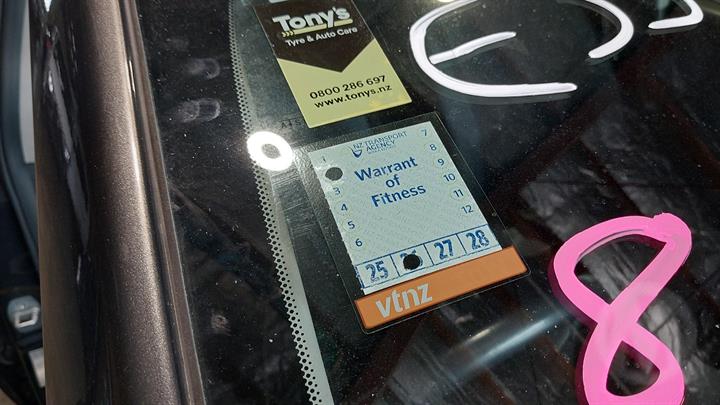 Tony's
Tyre & Auto Care
0800 286 697
www.tonys.nz
NZ TRANSPORT
AGENCY
Warrant
of
Fitness
1
3
4
5
6
7
8
9
10
11
12
25 27 28
vtnz
8